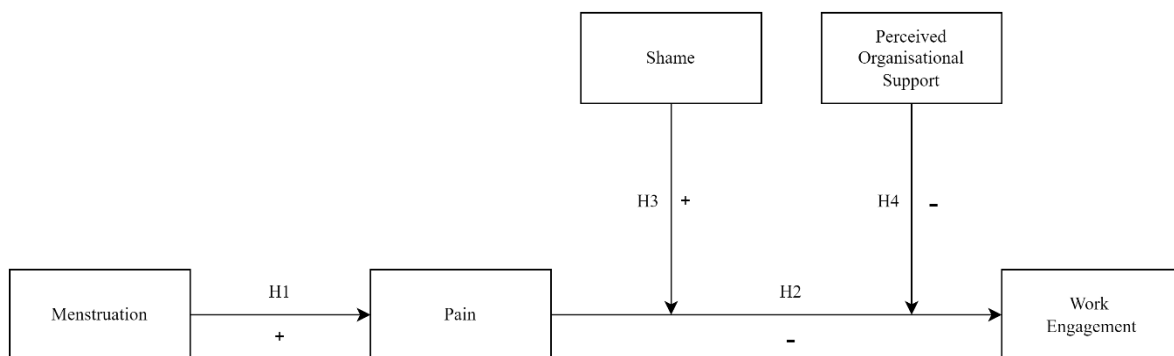 Shame
Perceived
Organisational
Support
H3
+
H4
-
Menstruation
H1
+
Pain
H2
-
Work
Engagement